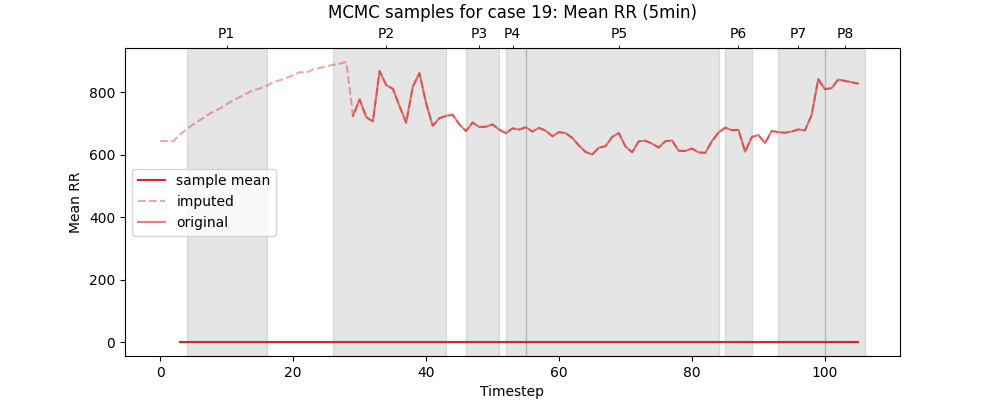 MCMC samples for case 19: Mean RR (5min)
P1 P2 P3 P4 P5 P6 P7 P8
800
600
400
200
0
Mean RR
sample mean
imputed
original
0 20 40 60 80 100
Timestep